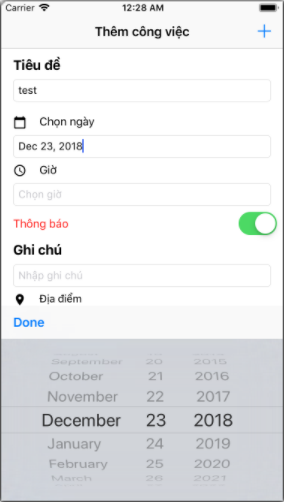 Carrier 12:28 AM
Thêm công việc +
Tiêu đề
test
Chọn ngày
Dec 23, 2018
Giờ
Chọn giờ
Thông báo
Ghi chú
Nhập ghi chú
Địa điểm
Done
September 20 2015
October 21 2016
November 22 2017
December 23 2018
January 24 2019
February 25 2020
March 26 2021